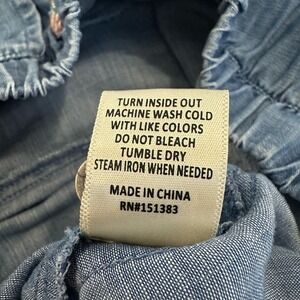 TURN INSIDE OUT
MACHINE WASH COLD
WITH LIKE COLORS
DO NOT BLEACH
TUMBLE DRY
STEAM IRON WHEN NEEDED
MADE IN CHINA
RN#151383